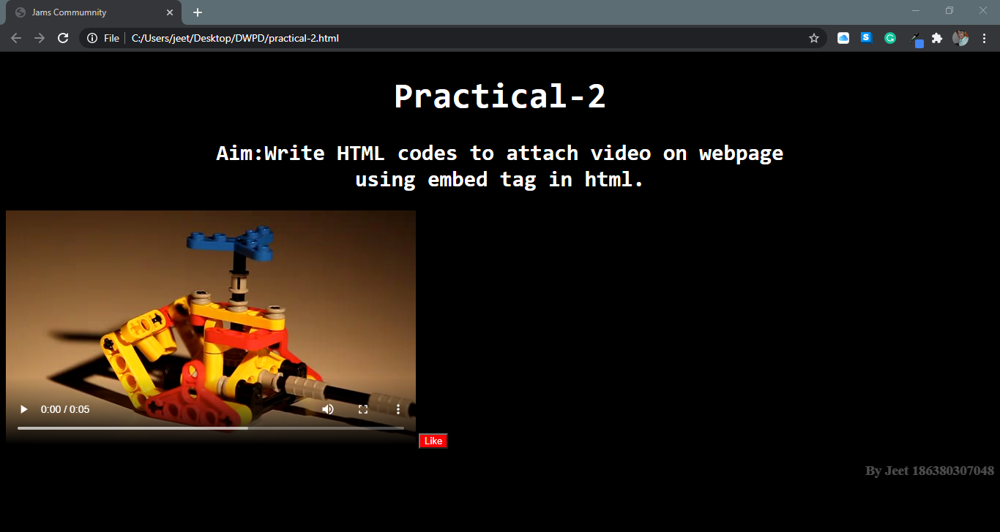 Jams Commumnity
File
C:/Users/jeet/Desktop/DWPD/practical-2.html
Practical-2
Aim:Write HTML codes to attach video on webpage
using embed tag in html.
0:00 / 0:05
Like
By Jeet 186380307048